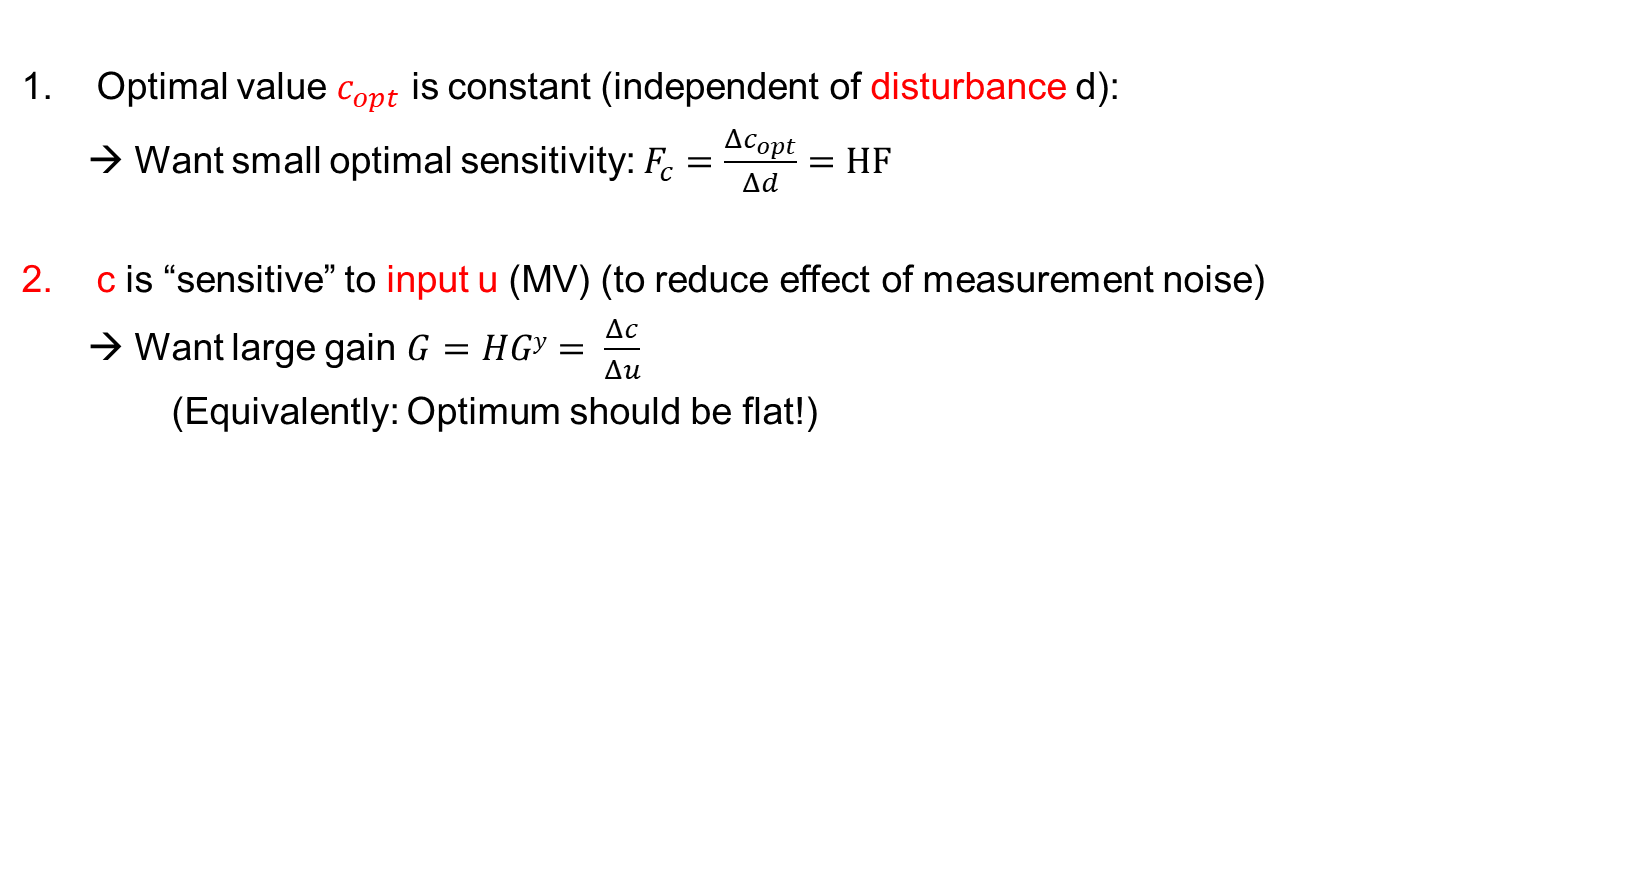 1. Optimal value c_opt is constant (independent of disturbance d):
→ Want small optimal sensitivity: F_c = Δc_opt/Δd = HF
2. c is “sensitive” to input u (MV) (to reduce effect of measurement noise)
→ Want large gain G = HG^y = Δc/Δu
(Equivalently: Optimum should be flat!)